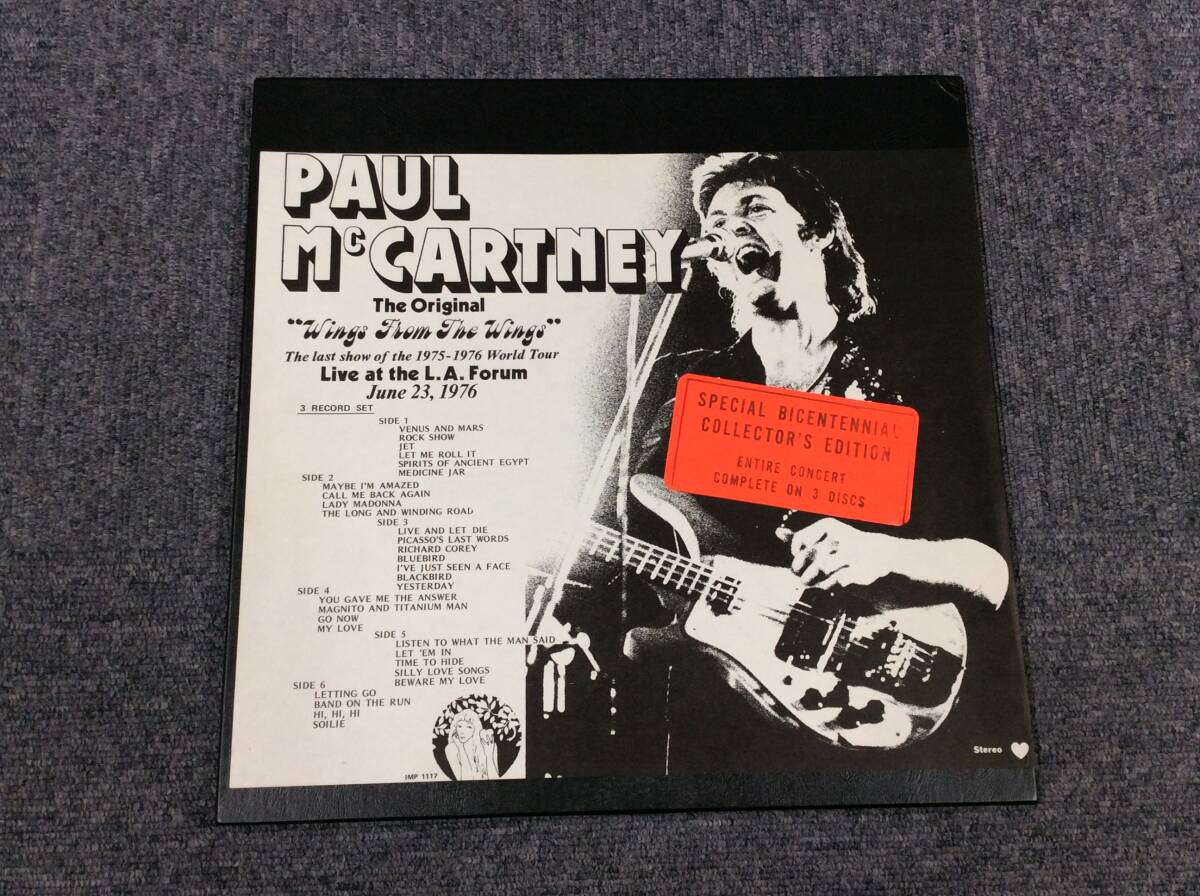 PAUL
McCARTNEY
The Original
"Wings From The Wings"
The last show of the 1975-1976 World Tour
Live at the L.A. Forum
June 23, 1976
3 RECORD SET
SIDE 1
VENUS AND MARS
ROCK SHOW
JET
LET ME ROLL IT
SPIRITS OF ANCIENT EGYPT
MEDICINE JAR
SIDE 2
MAYBE I'M AMAZED
CALL ME BACK AGAIN
LADY MADONNA
THE LONG AND WINDING ROAD
SIDE 3
LIVE AND LET DIE
PICASSO'S LAST WORDS
RICHARD COREY
BLUEBIRD
I'VE JUST SEEN A FACE
BLACKBIRD
YESTERDAY
SIDE 4
YOU GAVE ME THE ANSWER
MAGNITO AND TITANIUM MAN
GO NOW
MY LOVE
SIDE 5
LISTEN TO WHAT THE MAN SAID
LET 'EM IN
TIME TO HIDE
SILLY LOVE SONGS
BEWARE MY LOVE
SIDE 6
LETTING GO
BAND ON THE RUN
HI, HI, HI
SOILIE
IMP 1117
SPECIAL BICENTENNIAL
COLLECTOR'S EDITION
ENTIRE CONCERT
COMPLETE ON 3 DISCS
Stereo